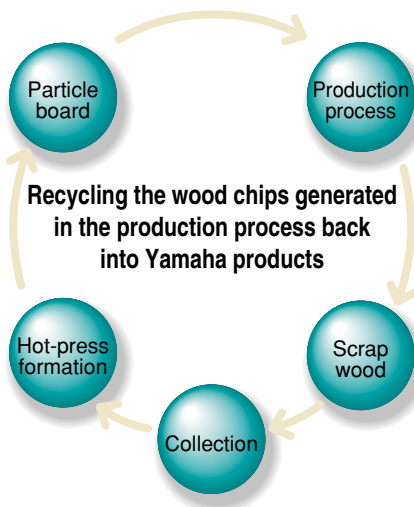 Particle
board
Production
process
Recycling the wood chips generated
in the production process back
into Yamaha products
Hot-press
formation
Scrap
wood
Collection